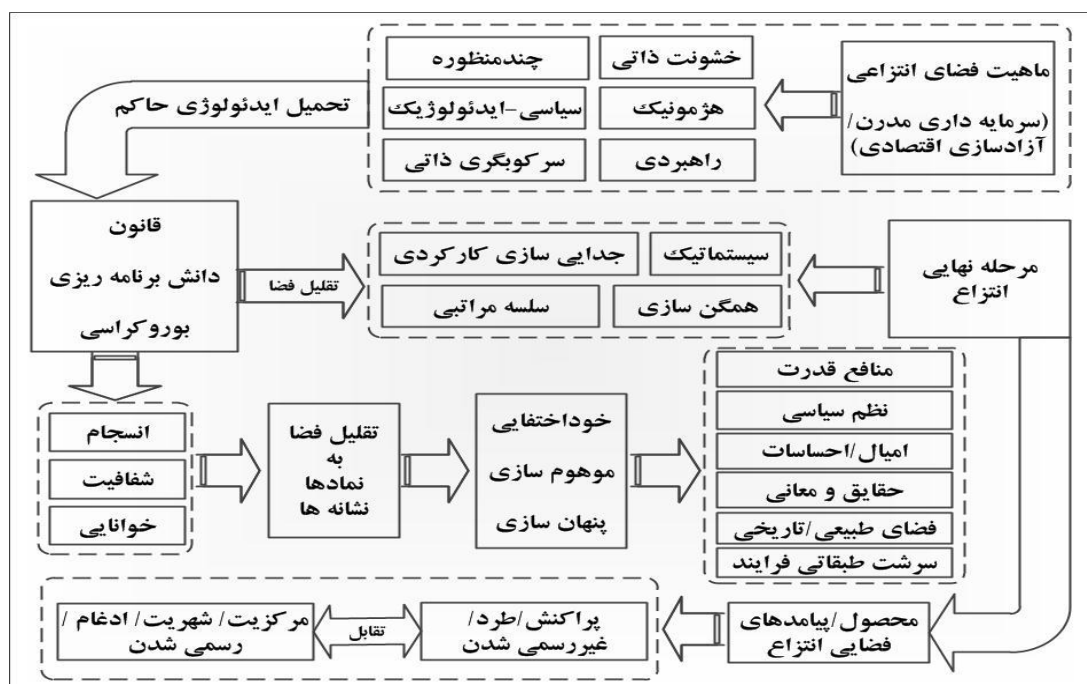 ماهیت فضای انتزاعی
(سرمایه داری مدرن/
آزادسازی اقتصادی)
خشونت ذاتی
هژمونیک
راهبردی
چندمنظوره
سیاسی-ایدئولوژیک
سرکوبگری ذاتی
تحمیل ایدئولوژی حاکم
قانون
دانش برنامه ریزی
بوروکراسی
تقلیل فضا
مرحله نهایی
انتزاع
سیستماتیک
جدایی سازی کارکردی
همگن سازی
سلسه مراتبی
انسجام
شفافیت
خوانایی
تقلیل فضا
به
نمادها
نشانه ها
خوداختفایی
موهوم سازی
پنهان سازی
منافع قدرت
نظم سیاسی
امیال/احساسات
حقایق و معانی
فضای طبیعی/تاریخی
سرشت طبقاتی فرایند
محصول/پیامدهای
فضایی انتزاع
پراکنش/طرد/
غیررسمی شدن
تقابل
مرکزیت/ شهریت/ ادغام /
رسمی شدن